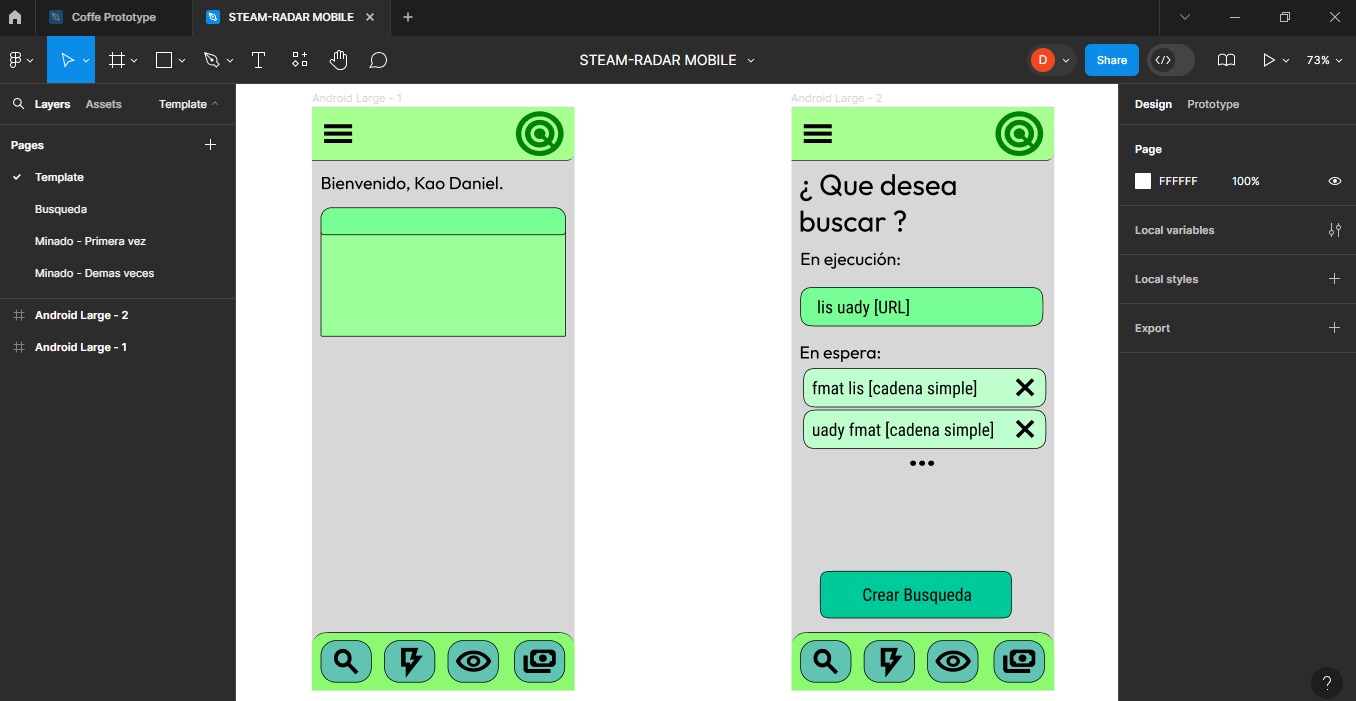 Coffe Prototype
STEAM-RADAR MOBILE
STEAM-RADAR MOBILE
D
Share
73%
Layers
Assets
Template
Pages
Template
Busqueda
Minado - Primera vez
Minado - Demas veces
Android Large - 2
Android Large - 1
Android Large - 1
Bienvenido, Kao Daniel.
Android Large - 2
¿ Que desea
buscar ?
En ejecución:
lis uady [URL]
En espera:
fmat lis [cadena simple]
uady fmat [cadena simple]
Crear Busqueda
Design
Prototype
Page
FFFFFF
100%
Local variables
Local styles
Export
?